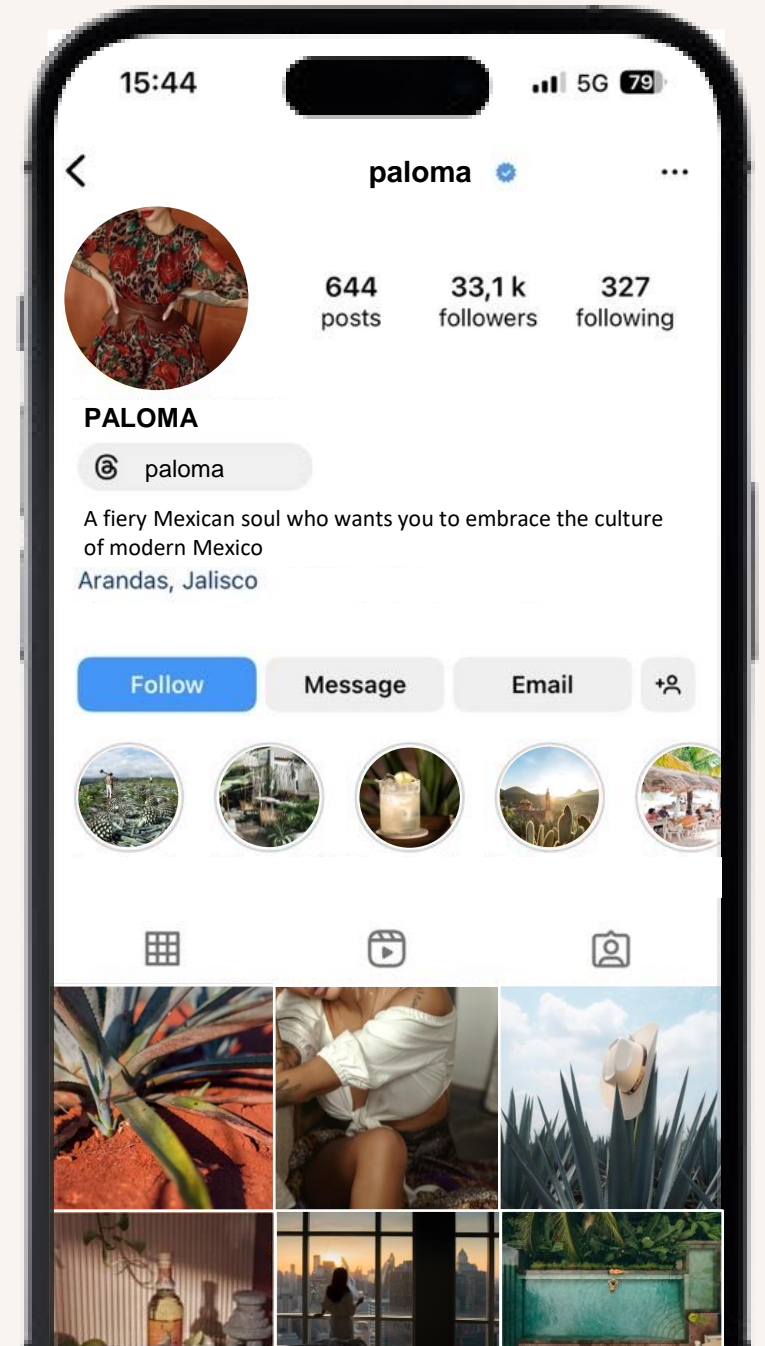 15:44
5G 79
paloma
644 33,1 k 327
posts followers following
PALOMA
paloma
A fiery Mexican soul who wants you to embrace the culture
of modern Mexico
Arandas, Jalisco
Follow Message Email